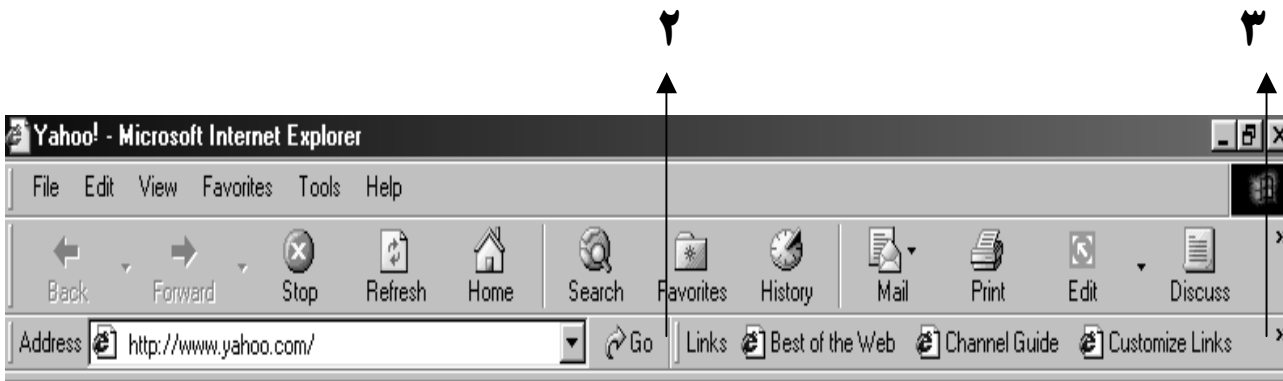 ۲ ۳
Yahoo! - Microsoft Internet Explorer
File Edit View Favorites Tools Help
Back Forward Stop Refresh Home Search Favorites History Mail Print Edit Discuss
Address http://www.yahoo.com/ Go Links Best of the Web Channel Guide Customize Links